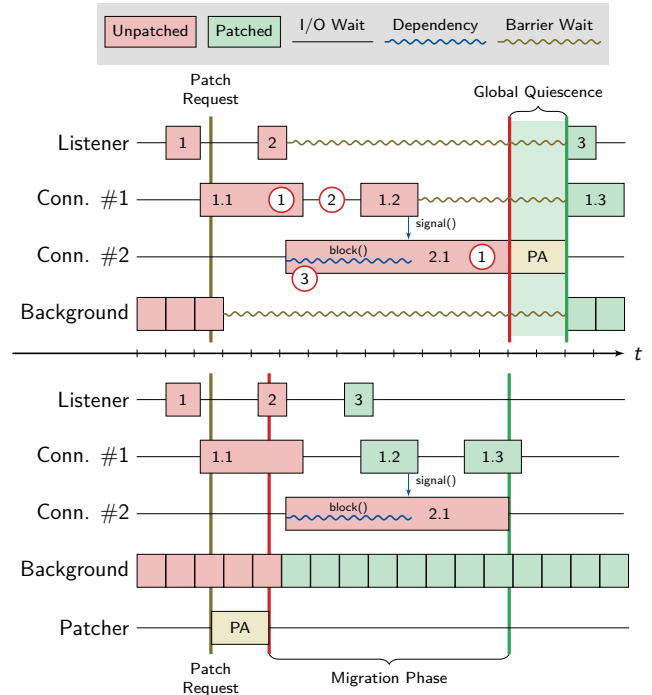 Unpatched Patched I/O Wait Dependency Barrier Wait
Patch
Request
Global Quiescence
Listener 1 2 3
Conn. #1 1.1 1 2 1.2 1.3
signal()
Conn. #2 block() 2.1 1 PA
3
Background
t
Listener 1 2 3
Conn. #1 1.1 1.2 1.3
signal()
Conn. #2 block() 2.1
Background
Patcher PA
Patch
Request
Migration Phase